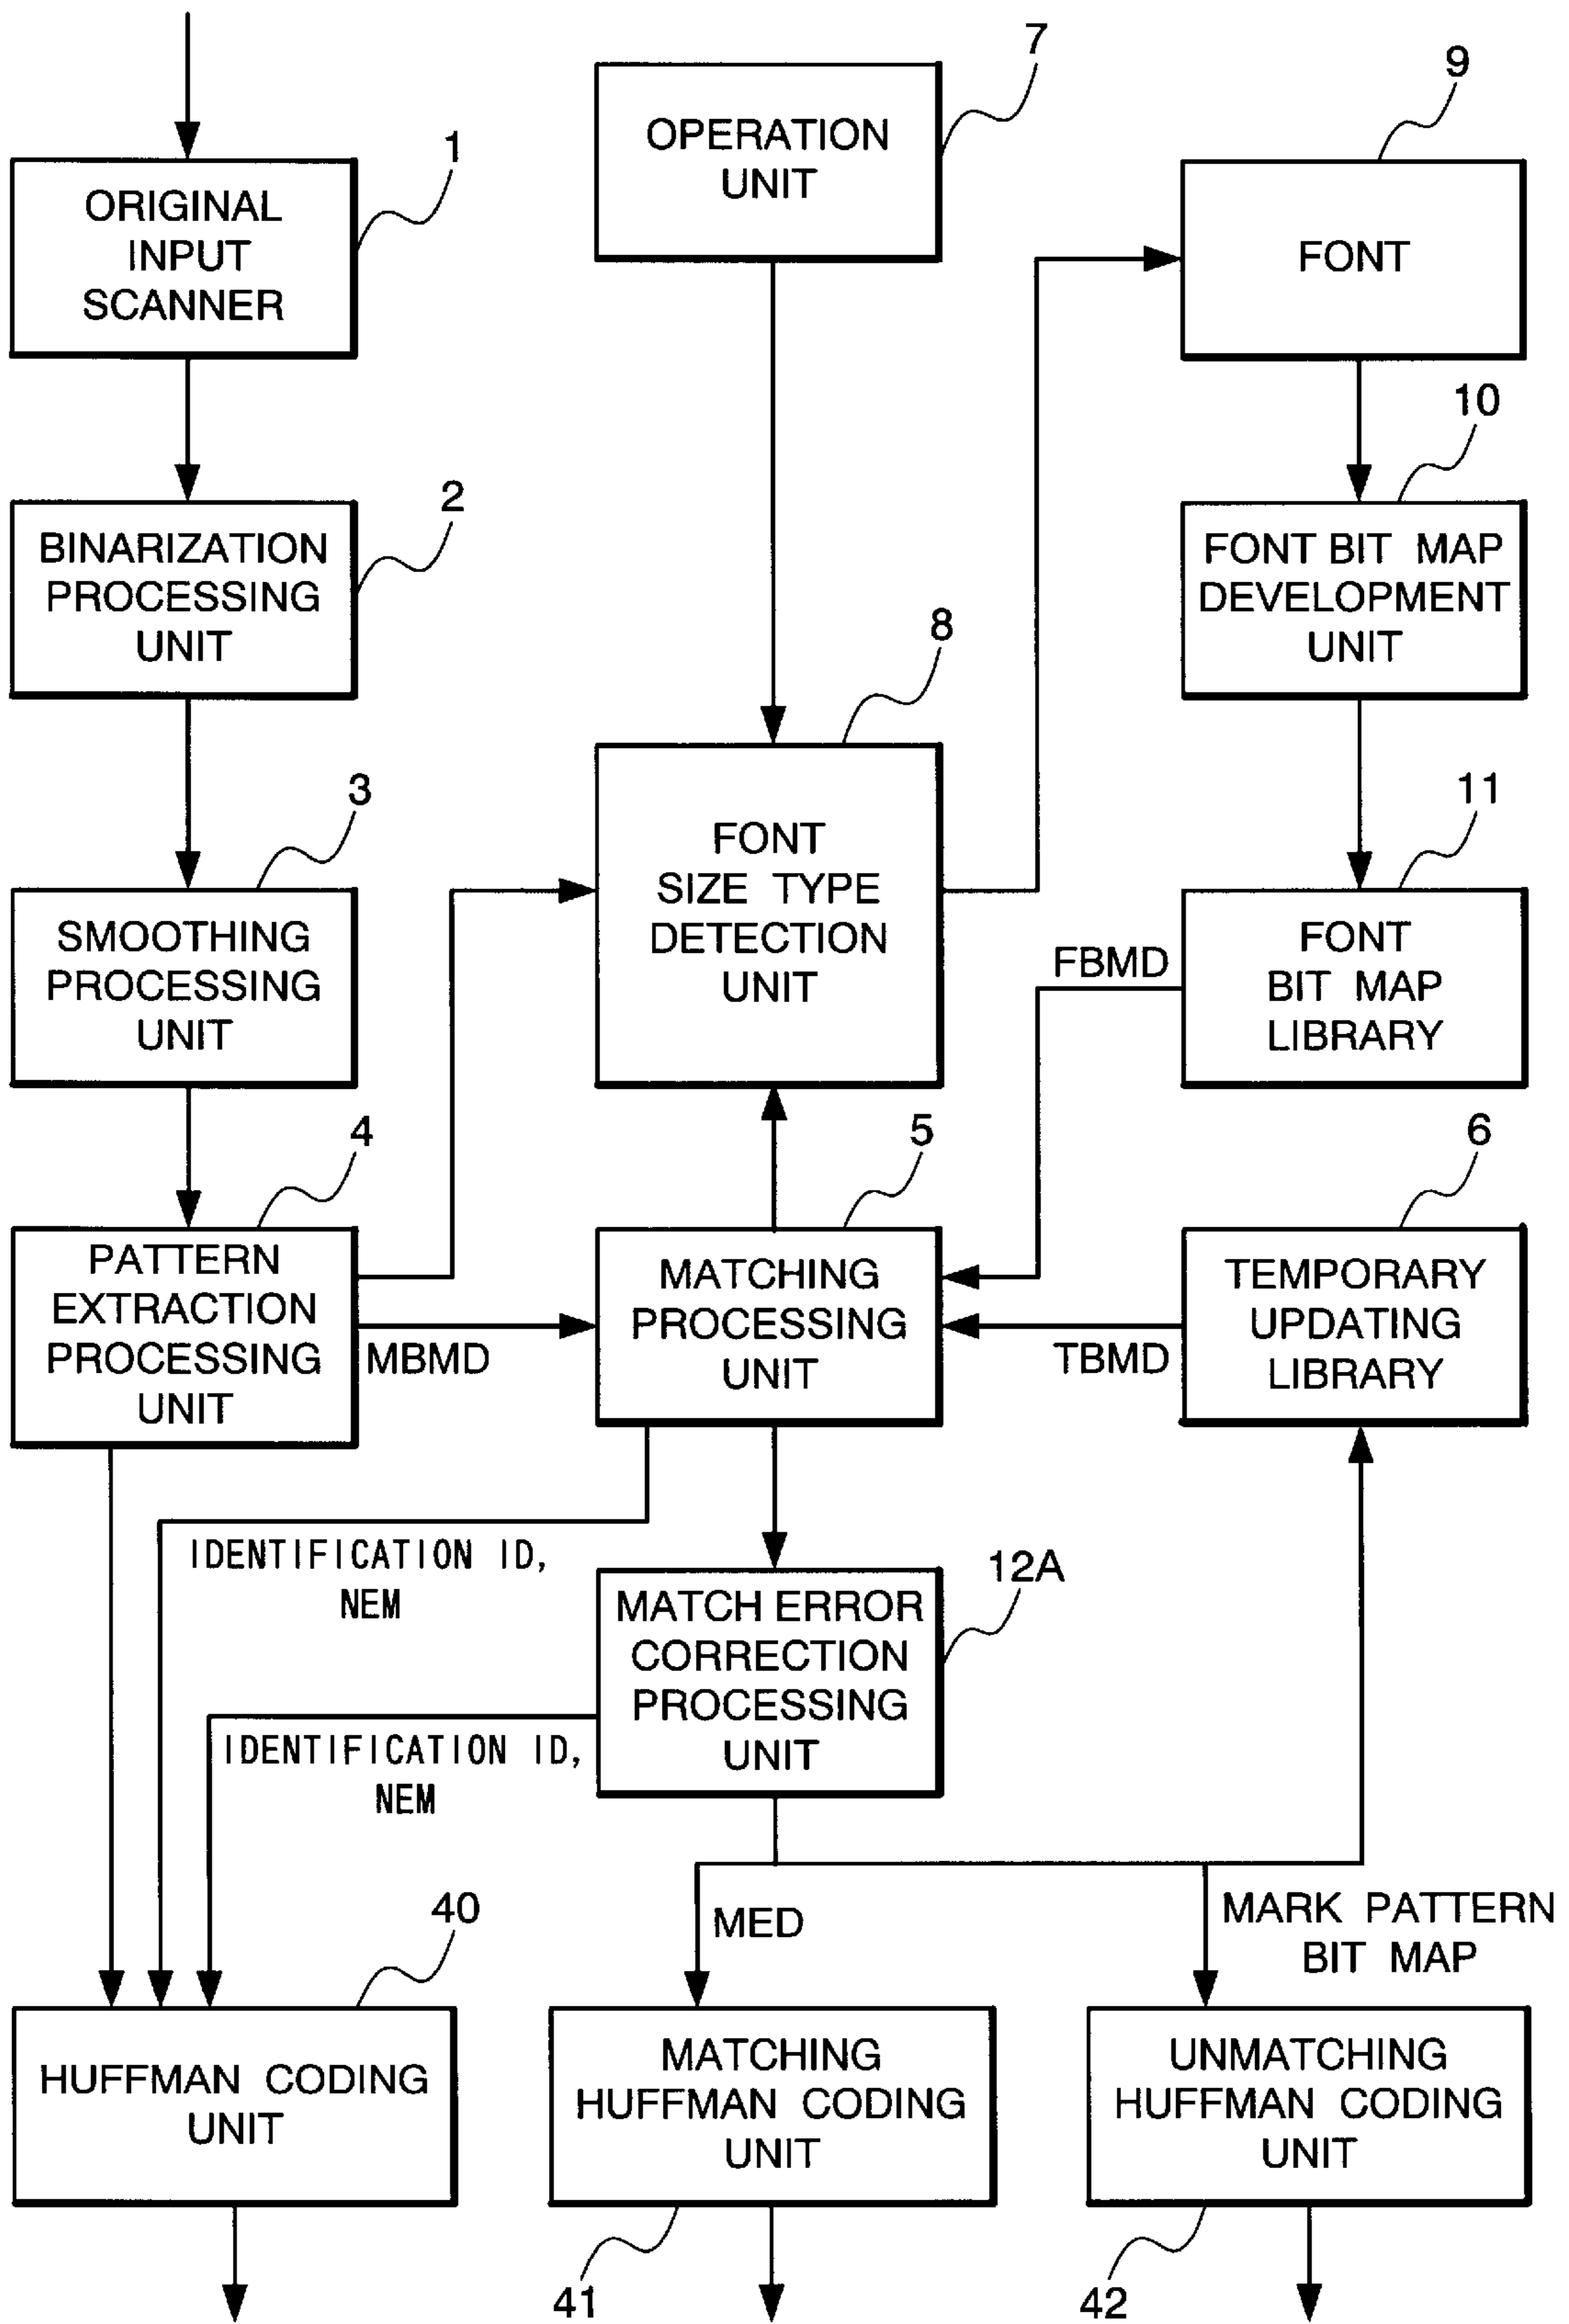 7
OPERATION
UNIT
9
FONT
1
ORIGINAL
INPUT
SCANNER
10
FONT BIT MAP
DEVELOPMENT
UNIT
2
BINARIZATION
PROCESSING
UNIT
8
FONT
SIZE TYPE
DETECTION
UNIT
3
SMOOTHING
PROCESSING
UNIT
11
FONT
BIT MAP
LIBRARY
FBMD
4
PATTERN
EXTRACTION
PROCESSING
UNIT
MBMD
5
MATCHING
PROCESSING
UNIT
6
TEMPORARY
UPDATING
LIBRARY
TBMD
IDENTIFICATION ID,
NEM
12A
MATCH ERROR
CORRECTION
PROCESSING
UNIT
IDENTIFICATION ID,
NEM
MED
MARK PATTERN
BIT MAP
40
HUFFMAN CODING
UNIT
MATCHING
HUFFMAN CODING
UNIT
41
UNMATCHING
HUFFMAN CODING
UNIT
42